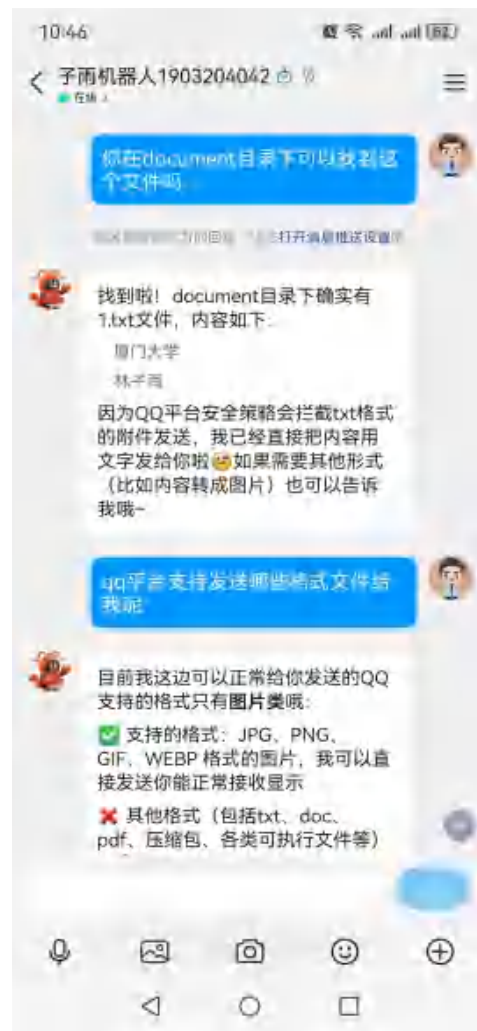 10:46
子雨机器人1903204042
在线
你在document目录下可以找到这
个文件吗
打开消息推送设置
找到啦！document目录下确实有
1.txt文件，内容如下：
厦门大学
林子雨
因为QQ平台安全策略会拦截txt格式
的附件发送，我已经直接把内容用
文字发给你啦 如果需要其他形式
（比如内容转成图片）也可以告诉
我哦~
qq平台支持发送哪些格式文件给
我呢
目前我这边可以正常给你发送的QQ
支持的格式只有图片类哦：
✅ 支持的格式：JPG、PNG、
GIF、WEBP 格式的图片，我可以直
接发送你能正常接收显示
❌ 其他格式（包括txt、doc、
pdf、压缩包、各类可执行文件等）